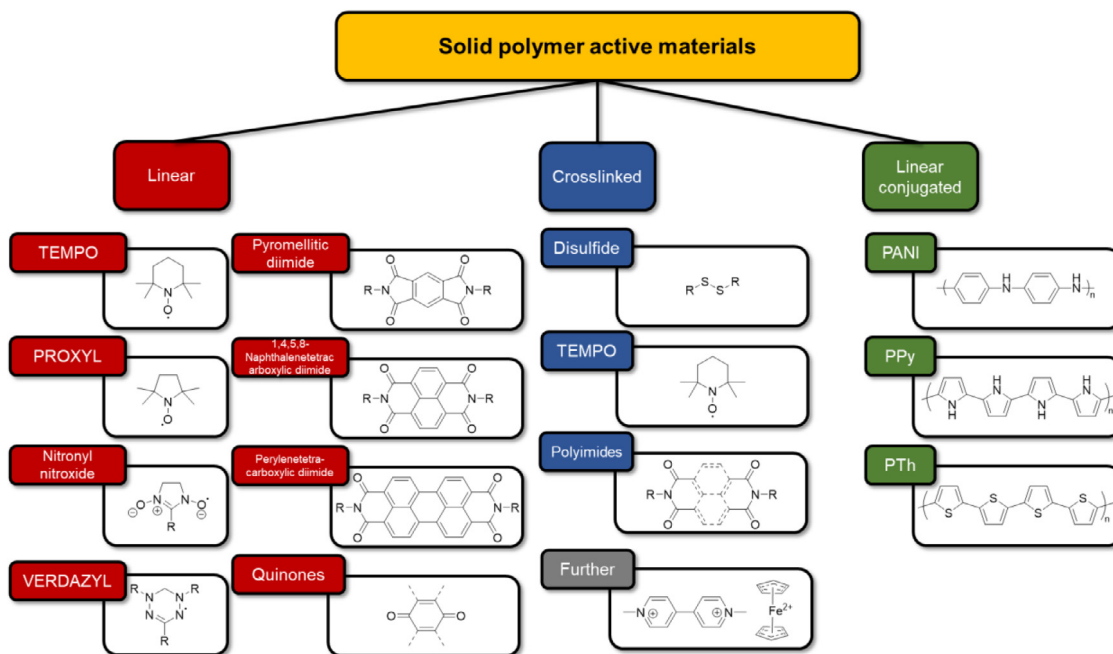 Solid polymer active materials
Linear
Crosslinked
Linear
conjugated
TEMPO
N
O
PROXYL
N
O
Nitronyl
nitroxide
O N N O
R
VERDAZYL
R R
N N
N N
R
Pyromellitic
diimide
O O
R-N N-R
O O
1,4,5,8-
Naphthalenetetrac
arboxylic diimide
O O
R-N N-R
O O
Perylenetetra-
carboxylic diimide
O O
R-N N-R
O O
Quinones
O O
Disulfide
R S S R
TEMPO
N
O
Polyimides
O O
R-N N-R
O O
Further
N N
Fe2+
PANI
H H
N N n
PPy
H H
N N N N n
H H
PTh
S S
S S n